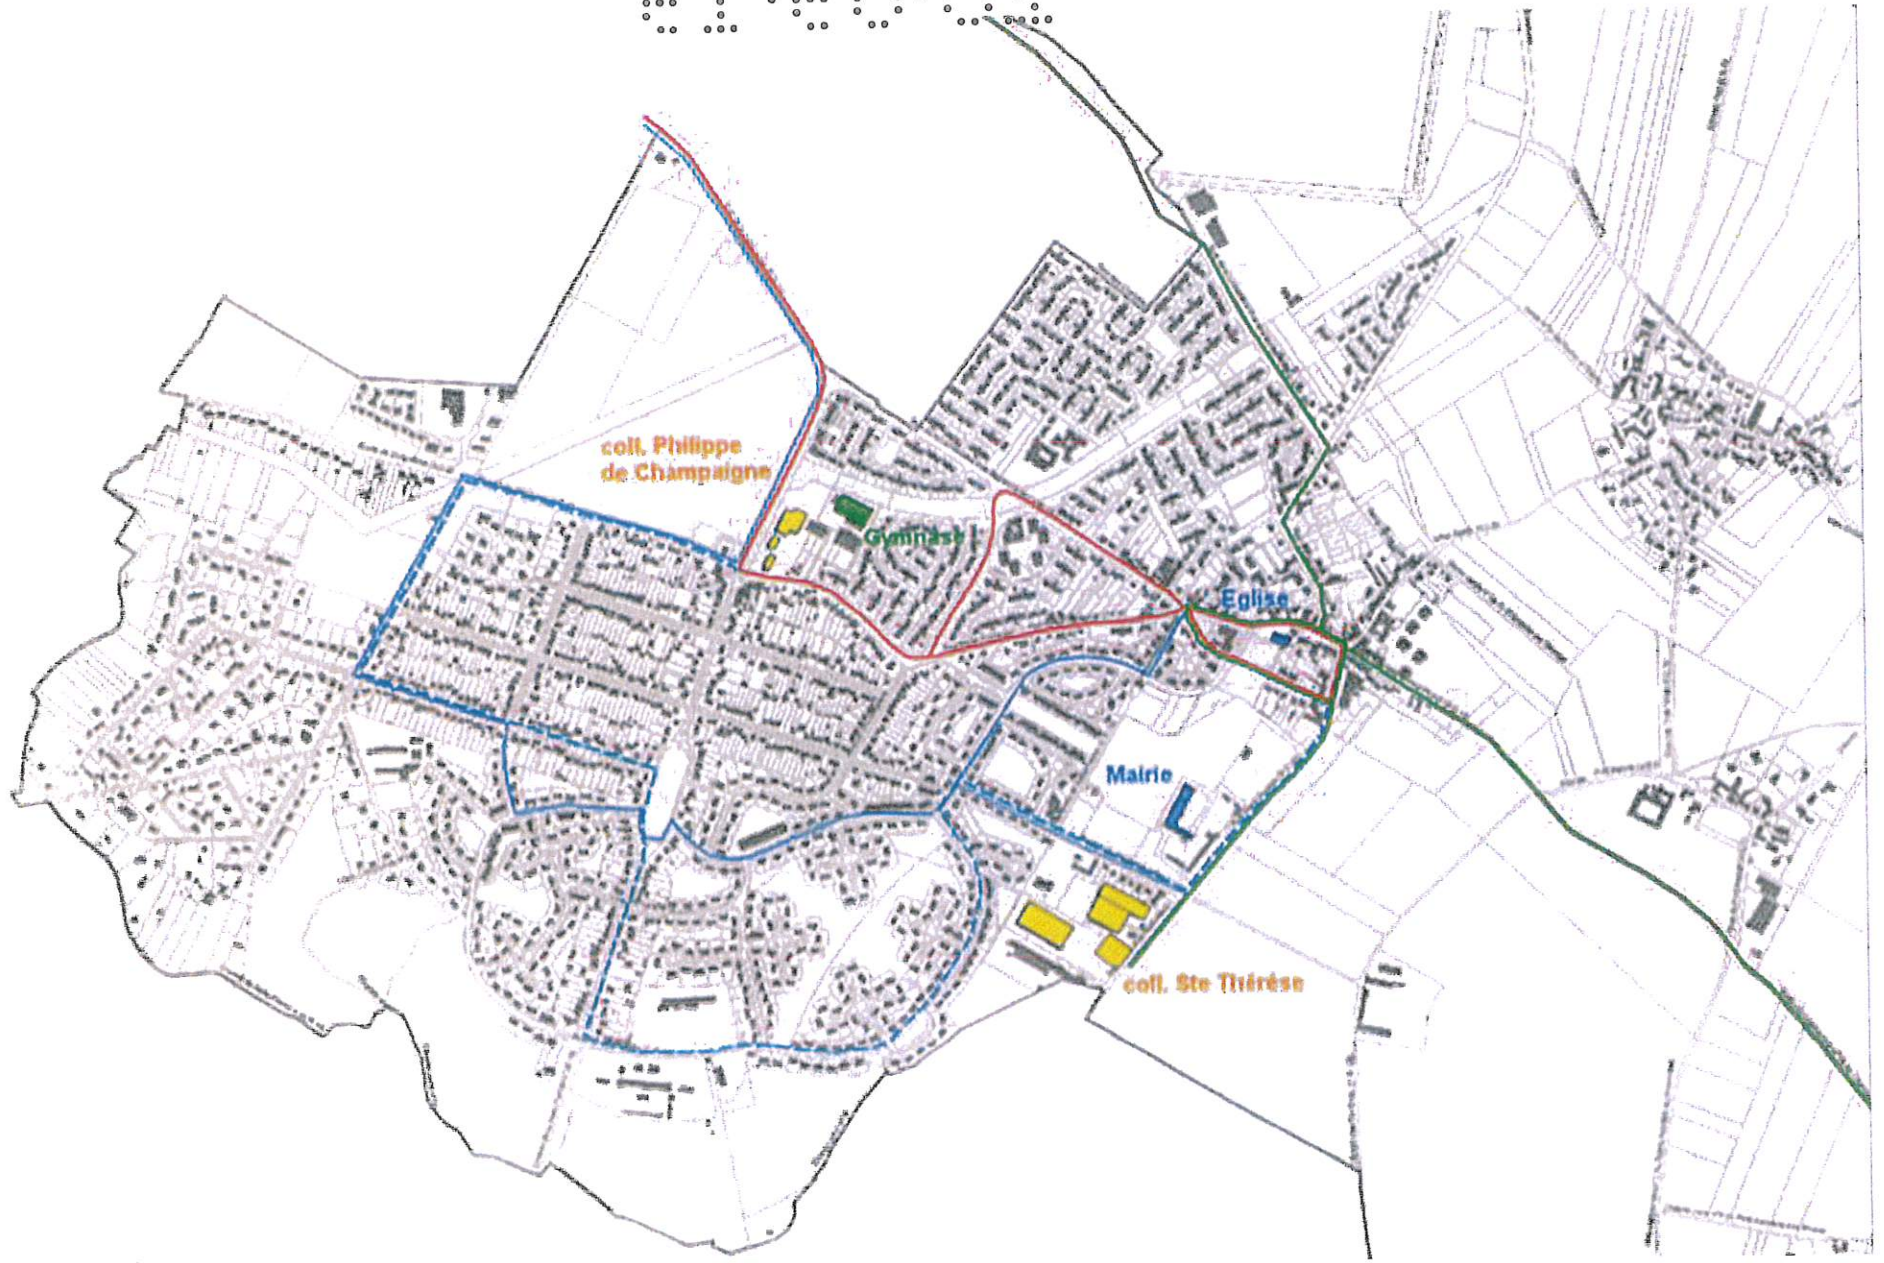 coll. Philippe
de Champaigne
Gymnase
Eglise
Mairie
coll. Ste Thérèse